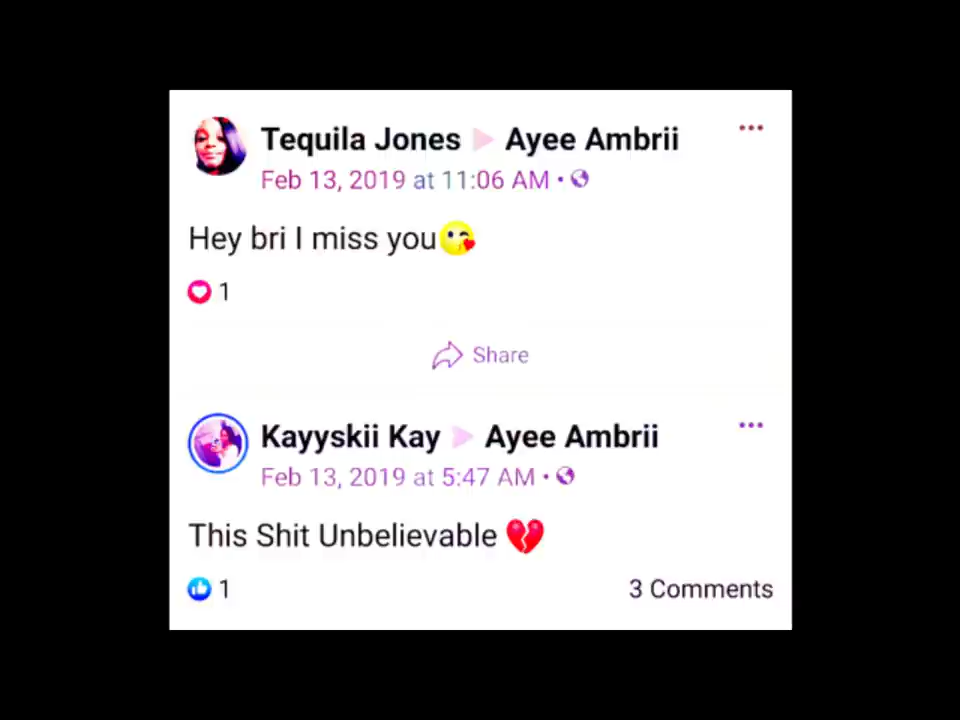 Tequila Jones ▶ Ayee Ambrii
Feb 13, 2019 at 11:06 AM •
Hey bri I miss you😘
1
Share
Kayyskii Kay ▶ Ayee Ambrii
Feb 13, 2019 at 5:47 AM •
This Shit Unbelievable 💔
1 3 Comments